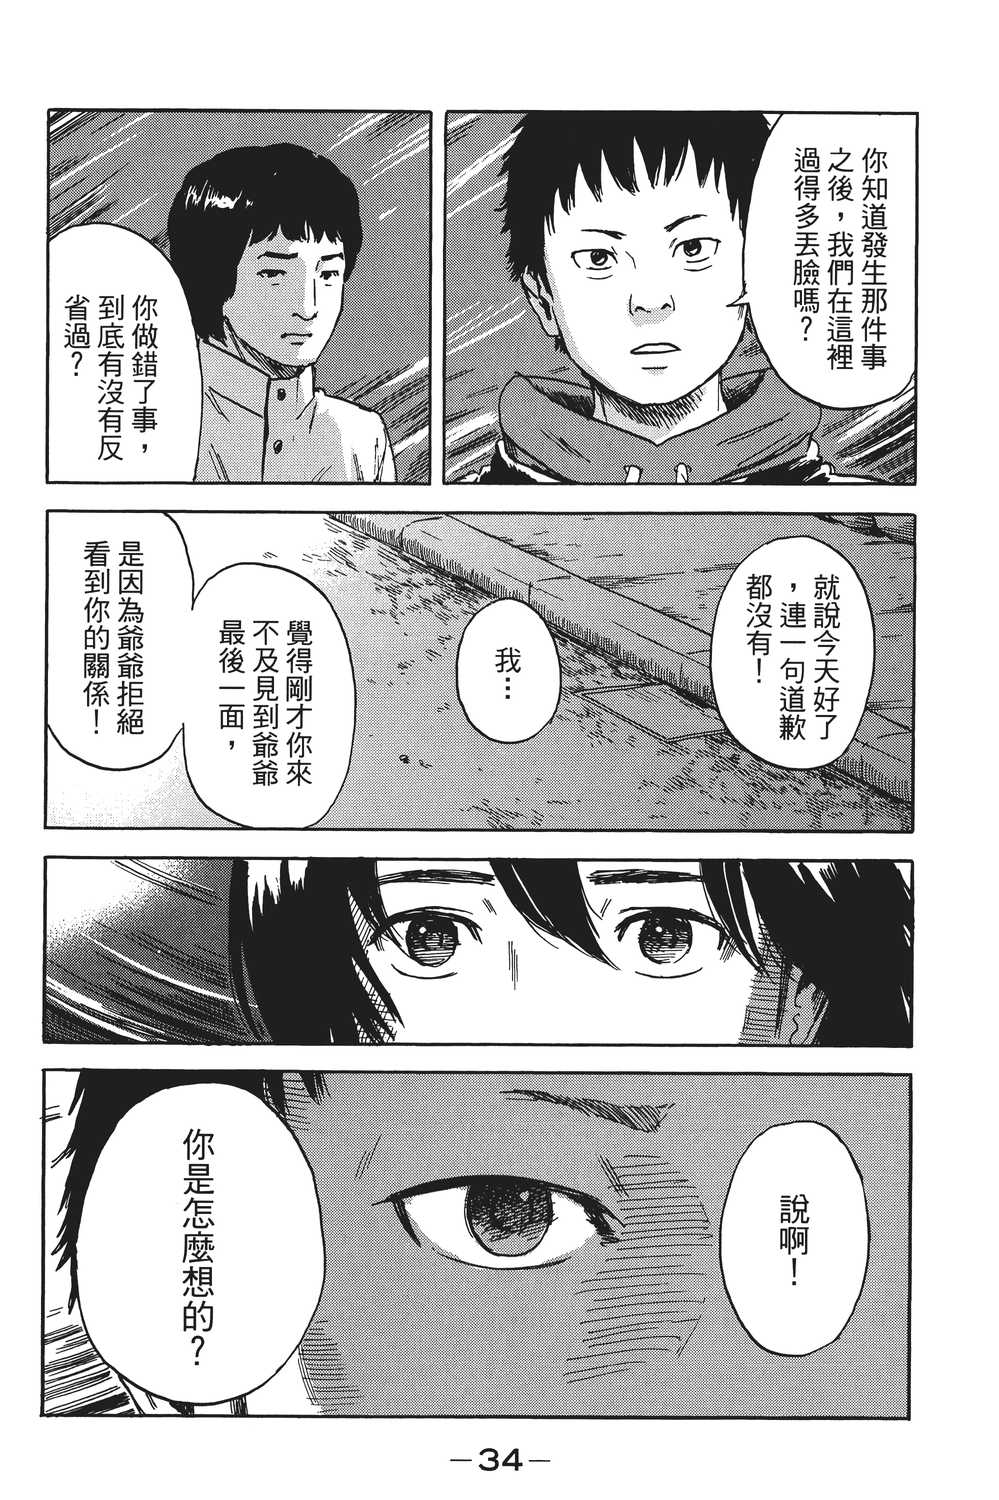 你知道發生那件事
之後，我們在這裡
過得多丟臉嗎？
你做錯了事，
到底有沒有反
省過？
就說今天好了
，連一句道歉
都沒有！
我…
覺得剛才你來
不及見到爺爺
最後一面，
是因為爺爺拒絕
看到你的關係！
說啊！
你是怎麼想的？
—34—